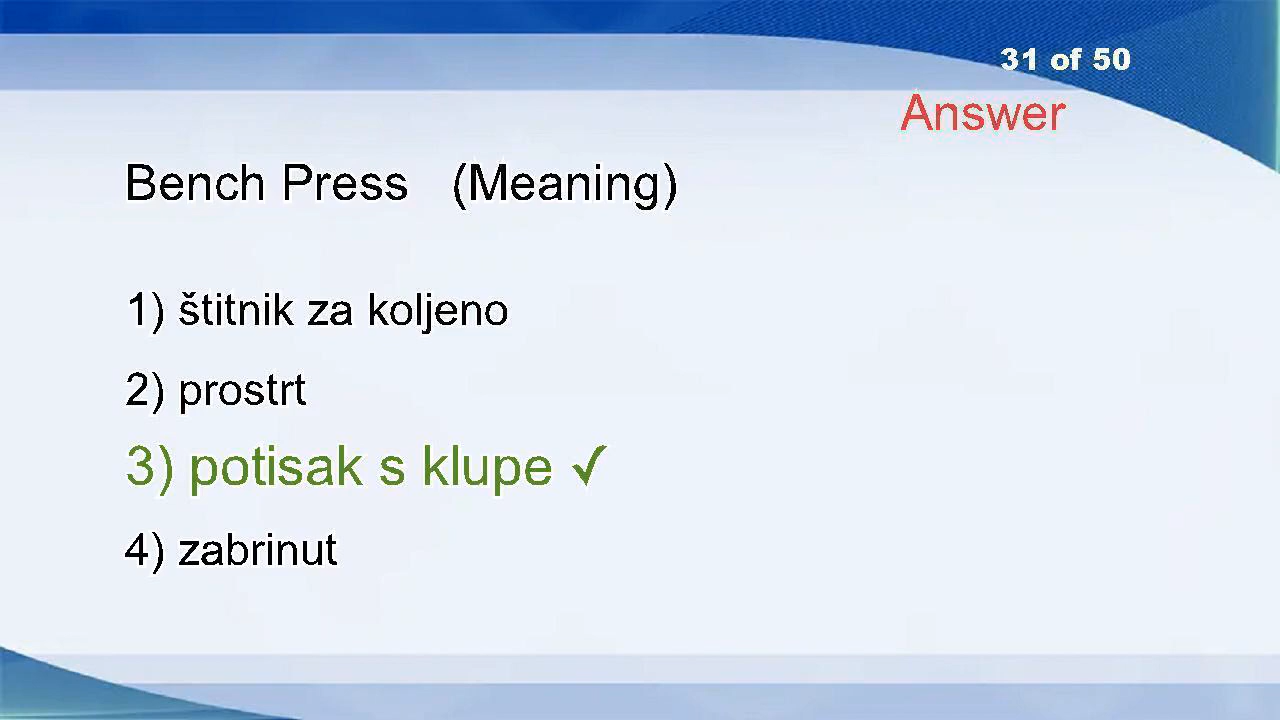 31 of 50
Answer
Bench Press (Meaning)
1) štitnik za koljeno
2) prostrt
3) potisak s klupe ✓
4) zabrinut